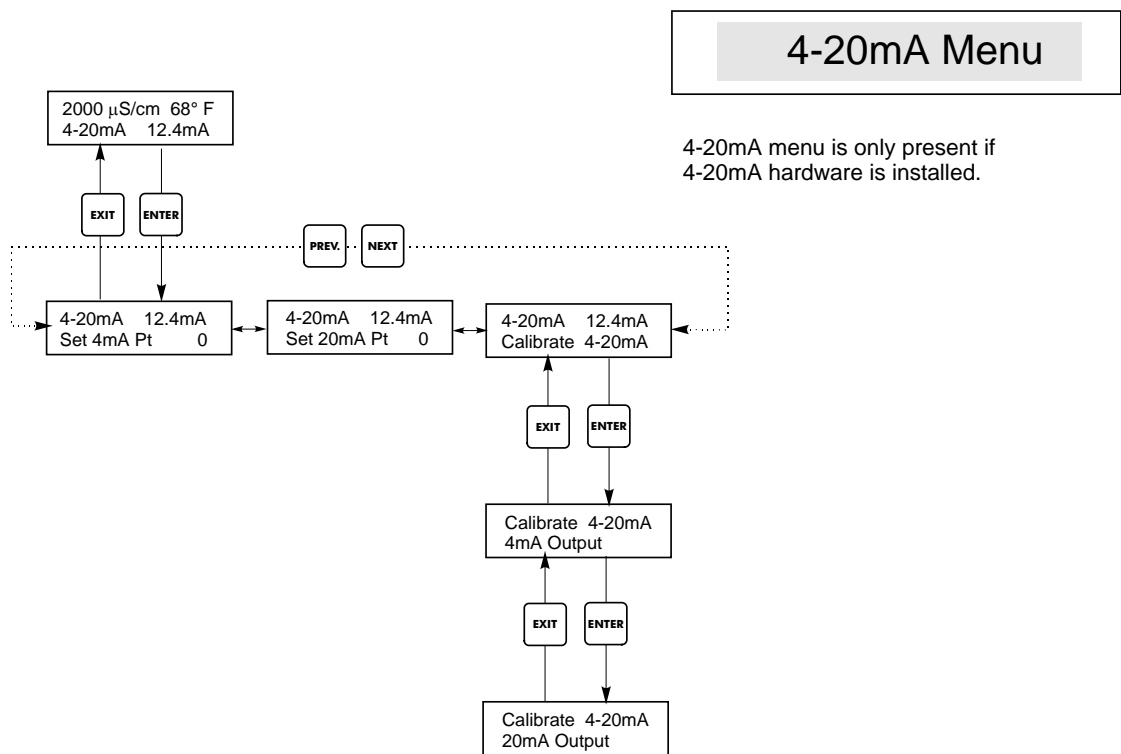 4-20mA Menu
2000 μS/cm 68° F
4-20mA 12.4mA
4-20mA menu is only present if
4-20mA hardware is installed.
EXIT
ENTER
PREV.
NEXT
4-20mA 12.4mA
Set 4mA Pt 0
4-20mA 12.4mA
Set 20mA Pt 0
4-20mA 12.4mA
Calibrate 4-20mA
EXIT
ENTER
Calibrate 4-20mA
4mA Output
EXIT
ENTER
Calibrate 4-20mA
20mA Output